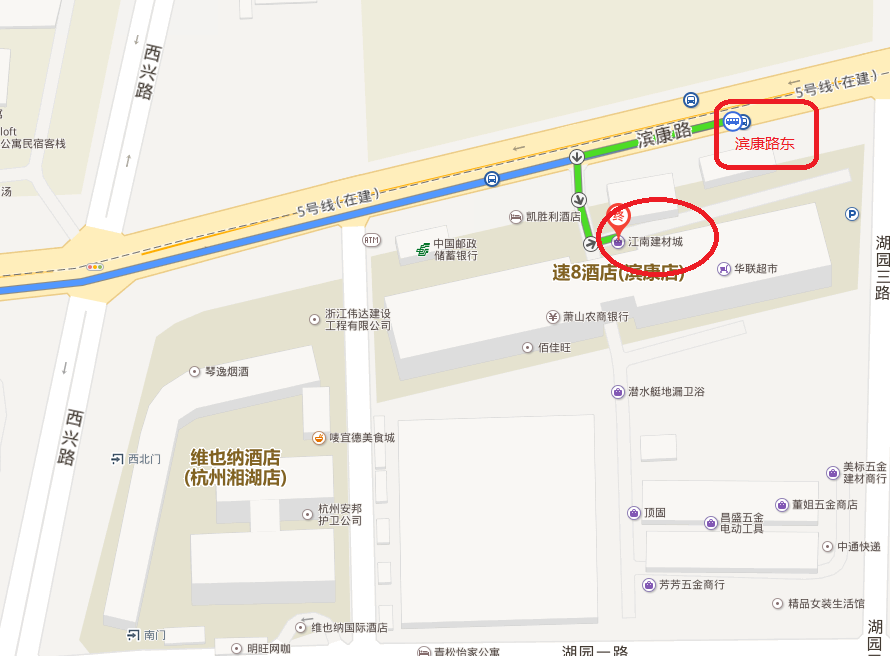 西兴路
5号线(在建)
loft
公寓民宿客栈
汤
滨康路
滨康路东
5号线(在建)
终
凯胜利酒店
江南建材城
P
ATM
中国邮政
储蓄银行
湖园三路
速8酒店(滨康店)
华联超市
浙江伟达建设
工程有限公司
萧山农商银行
佰佳旺
琴逸烟酒
潜水艇地漏卫浴
西兴路
唛宜德美食城
西北门
维也纳酒店
(杭州湘湖店)
美标五金
建材商行
杭州安邦
护卫公司
顶固
昌盛五金
电动工具
董姐五金商店
中通快递
芳芳五金商行
精品女装生活馆
南门
维也纳国际酒店
明旺网咖
青松怡家公寓
湖园一路
湖园